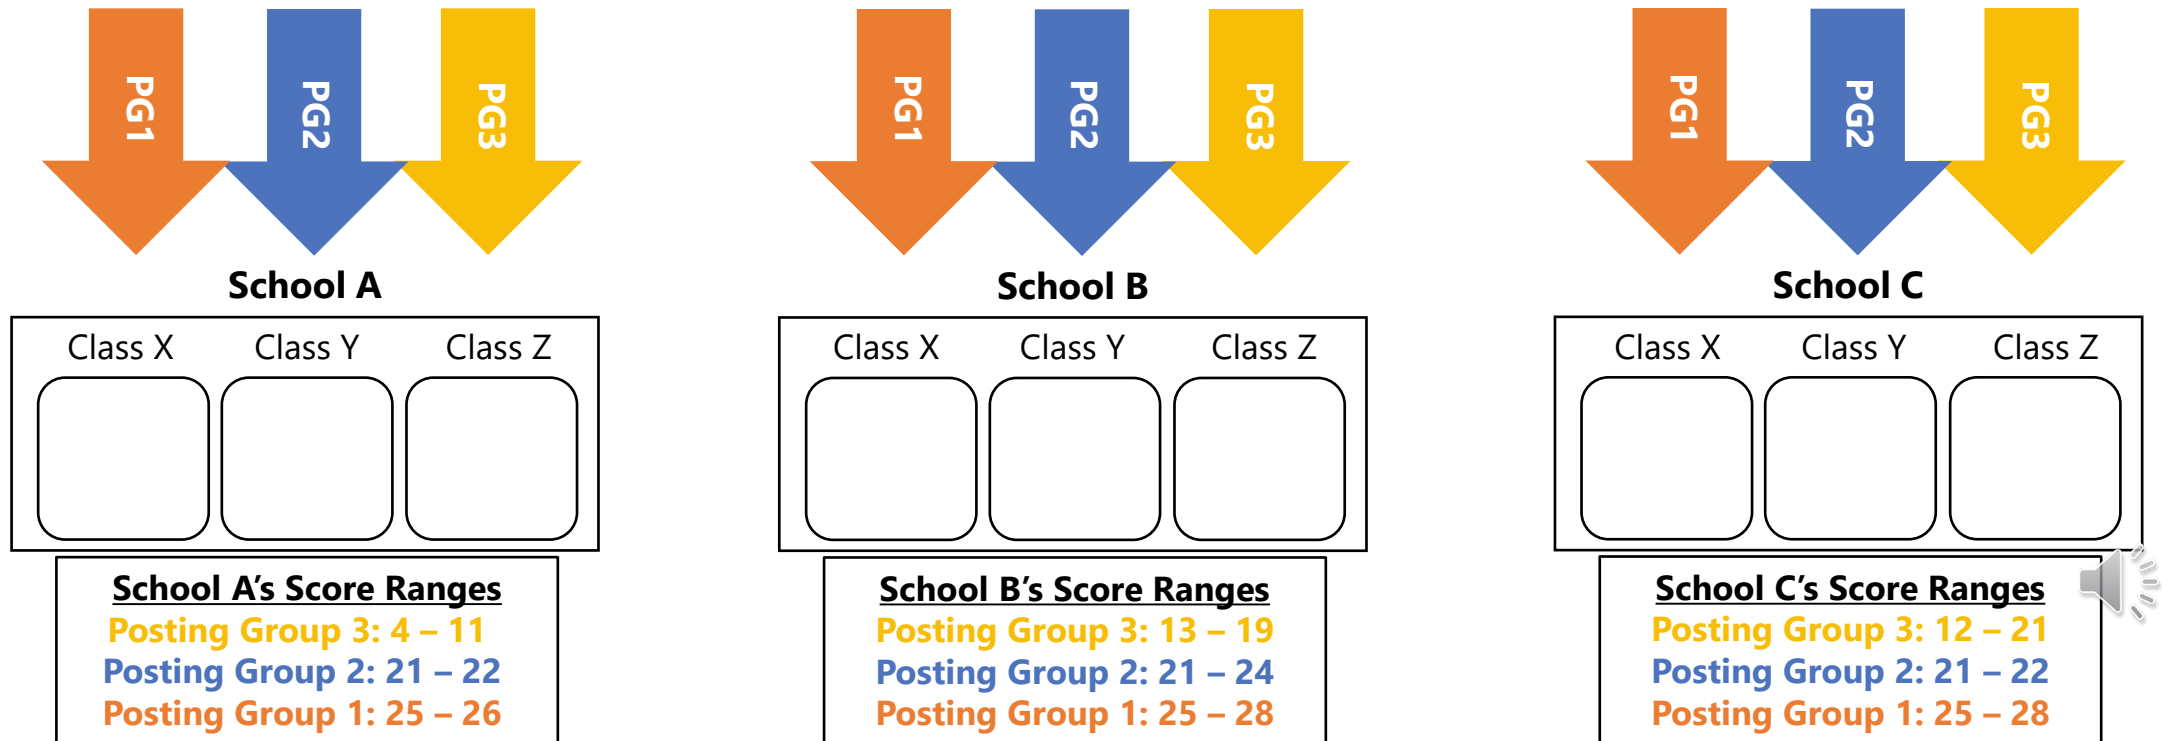 PG1
PG2
PG3
School A
Class X
Class Y
Class Z
School A’s Score Ranges
Posting Group 3: 4 – 11
Posting Group 2: 21 – 22
Posting Group 1: 25 – 26
PG1
PG2
PG3
School B
Class X
Class Y
Class Z
School B’s Score Ranges
Posting Group 3: 13 – 19
Posting Group 2: 21 – 24
Posting Group 1: 25 – 28
PG1
PG2
PG3
School C
Class X
Class Y
Class Z
School C’s Score Ranges
Posting Group 3: 12 – 21
Posting Group 2: 21 – 22
Posting Group 1: 25 – 28